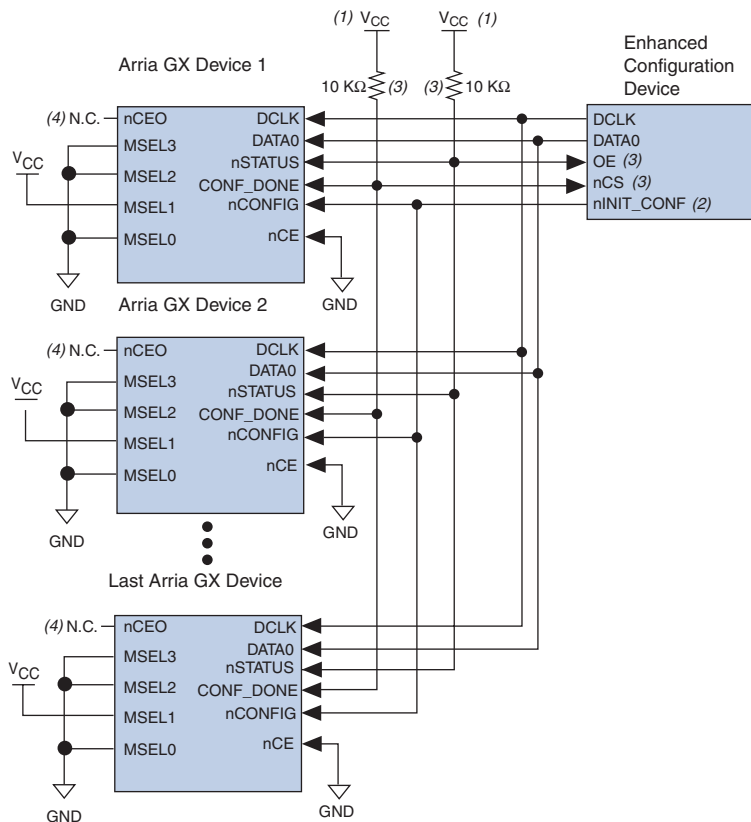 (1) VCC
VCC (1)
Arria GX Device 1
10 KΩ (3)
(3) 10 KΩ
Enhanced
Configuration
Device
(4) N.C.
nCEO
MSEL3
VCC
MSEL2
MSEL1
MSEL0
DCLK
DATA0
nSTATUS
CONF_DONE
nCONFIG
nCE
DCLK
DATA0
OE (3)
nCS (3)
nINIT_CONF (2)
GND
GND
Arria GX Device 2
(4) N.C.
nCEO
MSEL3
VCC
MSEL2
MSEL1
MSEL0
DCLK
DATA0
nSTATUS
CONF_DONE
nCONFIG
nCE
GND
GND
Last Arria GX Device
(4) N.C.
nCEO
MSEL3
VCC
MSEL2
MSEL1
MSEL0
DCLK
DATA0
nSTATUS
CONF_DONE
nCONFIG
nCE
GND
GND